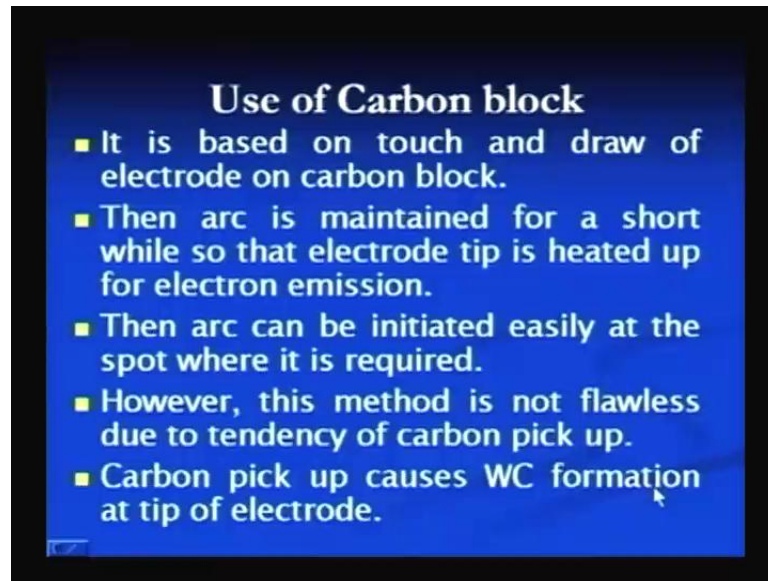 Use of Carbon block
It is based on touch and draw of
electrode on carbon block.
Then arc is maintained for a short
while so that electrode tip is heated up
for electron emission.
Then arc can be initiated easily at the
spot where it is required.
However, this method is not flawless
due to tendency of carbon pick up.
Carbon pick up causes WC formation
at tip of electrode.